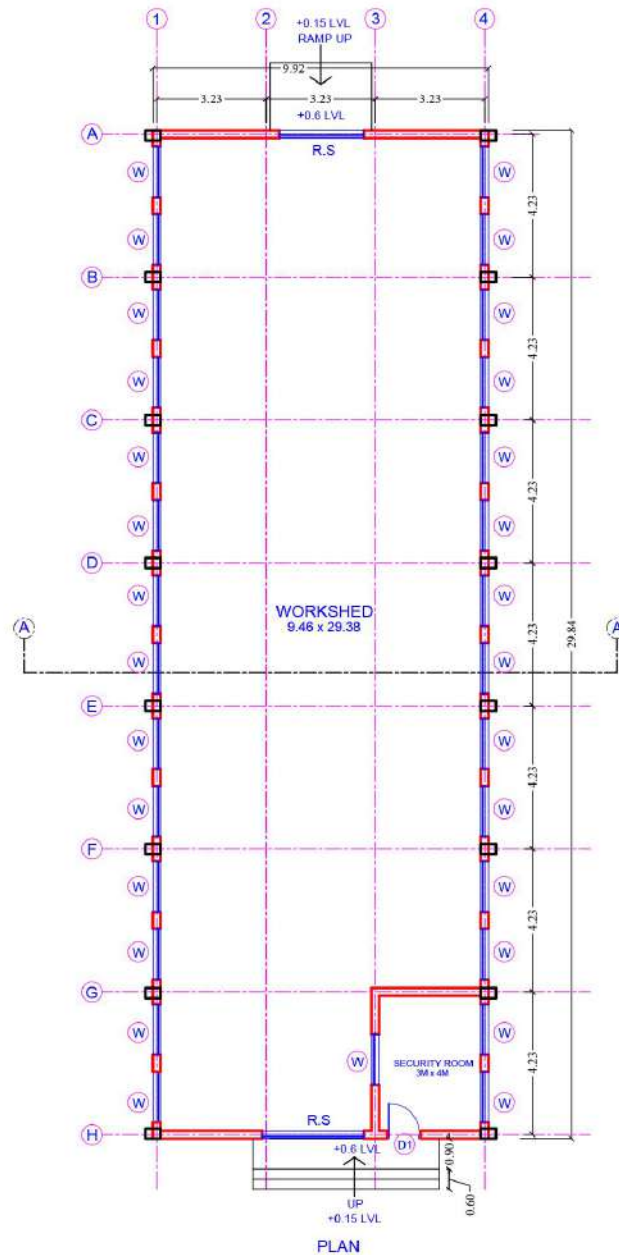 1 2 3 4
+0.15 LVL
RAMP UP
9.92
3.23 3.23 3.23
+0.6 LVL
A
R.S
W W
4.23
W W
B
W W
4.23
W W
C
W W
4.23
W W
D
W W
WORKSHED
9.46 x 29.38
4.23
29.84
A A
W W
E
W W
4.23
W W
F
W W
4.23
W W
G
W W
W
SECURITY ROOM
3M x 4M
4.23
W W
R.S
H
D1
+0.6 LVL
0.90
UP
+0.15 LVL
0.60
PLAN